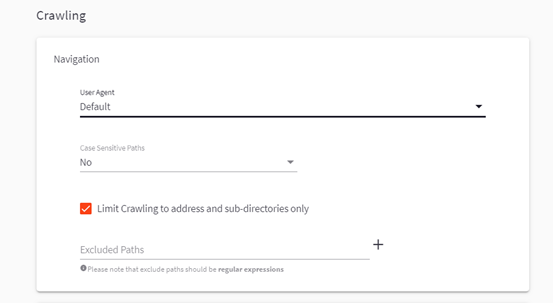 Crawling
Navigation
User Agent
Default
Case Sensitive Paths
No
Limit Crawling to address and sub-directories only
Excluded Paths
Please note that exclude paths should be regular expressions